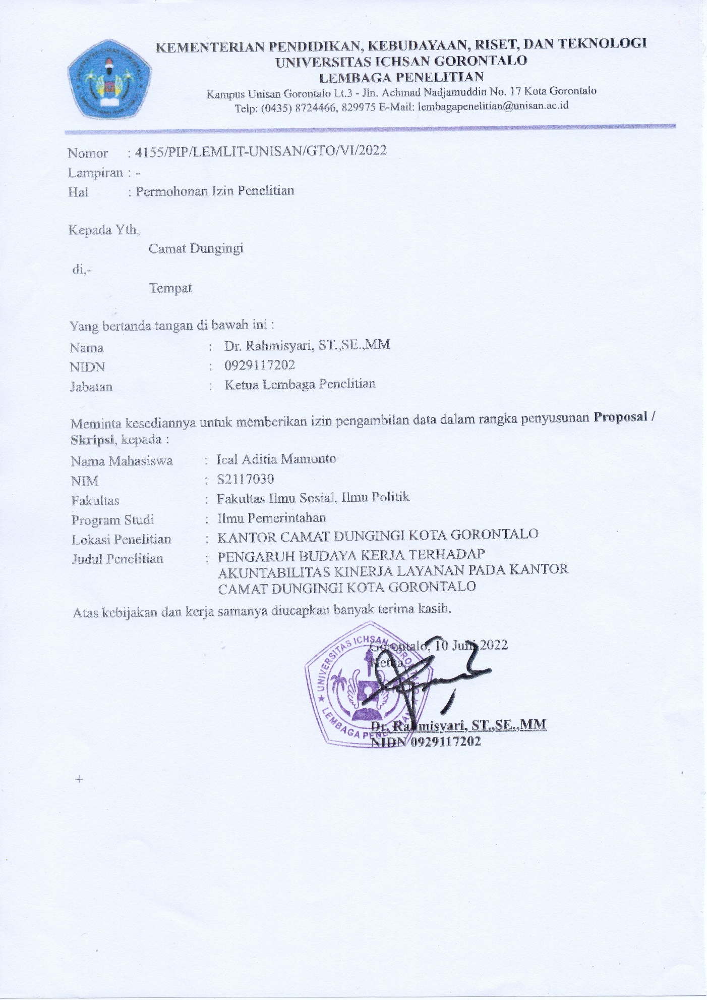 KEMENTERIAN PENDIDIKAN, KEBUDAYAAN, RISET, DAN TEKNOLOGI
UNIVERSITAS ICHSAN GORONTALO
LEMBAGA PENELITIAN
Kampus Unisan Gorontalo Lt.3 - Jln. Achmad Nadjamuddin No. 17 Kota Gorontalo
Telp: (0435) 8724466, 829975 E-Mail: lembagapenelitian@unisan.ac.id
Nomor : 4155/PIP/LEMLIT-UNISAN/GTO/VI/2022
Lampiran : -
Hal : Permohonan Izin Penelitian
Kepada Yth,
Camat Dungingi
di,-
Tempat
Yang bertanda tangan di bawah ini :
Nama : Dr. Rahmisyari, ST.,SE.,MM
NIDN : 0929117202
Jabatan : Ketua Lembaga Penelitian
Meminta kesediannya untuk memberikan izin pengambilan data dalam rangka penyusunan Proposal /
Skripsi, kepada :
Nama Mahasiswa : Ical Aditia Mamonto
NIM : S2117030
Fakultas : Fakultas Ilmu Sosial, Ilmu Politik
Program Studi : Ilmu Pemerintahan
Lokasi Penelitian : KANTOR CAMAT DUNGINGI KOTA GORONTALO
Judul Penelitian : PENGARUH BUDAYA KERJA TERHADAP
AKUNTABILITAS KINERJA LAYANAN PADA KANTOR
CAMAT DUNGINGI KOTA GORONTALO
Atas kebijakan dan kerja samanya diucapkan banyak terima kasih.
Gorontalo, 10 Juni 2022
Ketua,
UNIVERSITAS ICHSAN GORONTALO
LEMBAGA PENELITIAN
Dr. Rahmisyari, ST.,SE.,MM
NIDN 0929117202
+